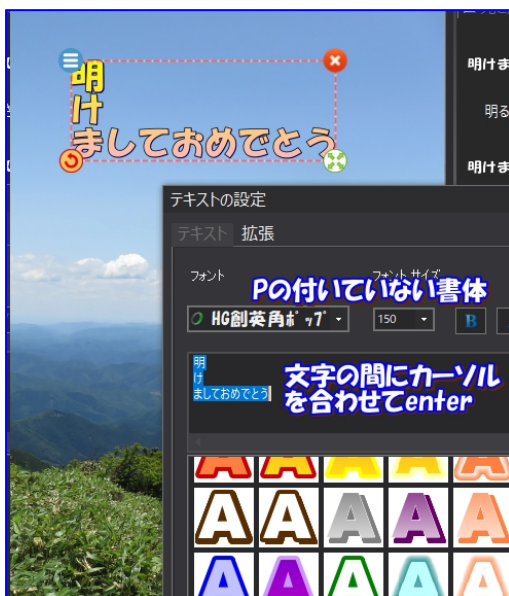 明けま
明
け
ましておめでとう
明る
明けま
テキストの設定
テキスト 拡張
フォント フォント サイズ
Pの付いていない書体
HG創英角ポップ 150 B
明
け
ましておめでとう
文字の間にカーソル
を合わせてenter
A A A A A
A A A A A
A A A A A